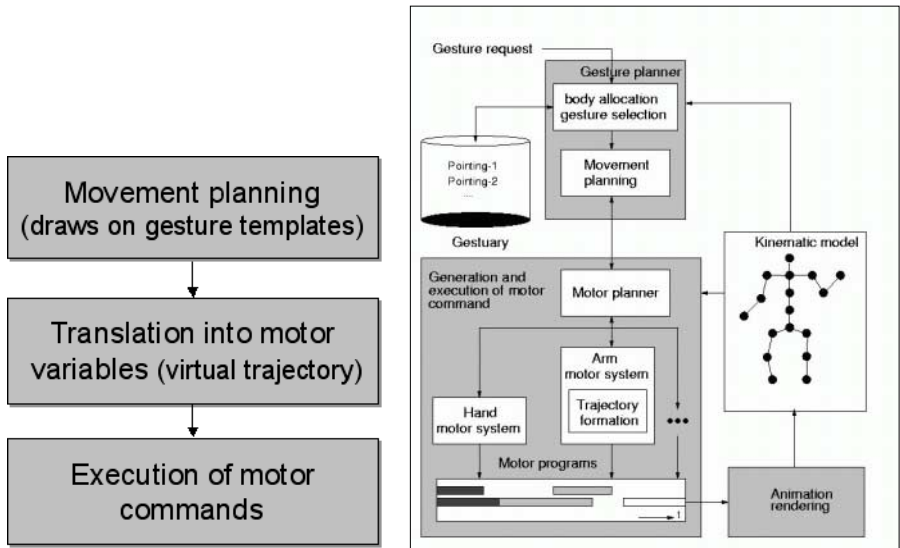 Movement planning
(draws on gesture templates)
Translation into motor
variables (virtual trajectory)
Execution of motor
commands
Gesture request
Gesture planner
body allocation
gesture selection
Pointing-1
Pointing-2
....
Movement
planning
Gestuary
Kinematic model
Generation and
execution of motor
command
Motor planner
Arm
motor system
Trajectory
formation
Hand
motor system
•••
Motor programs
t
Animation
rendering